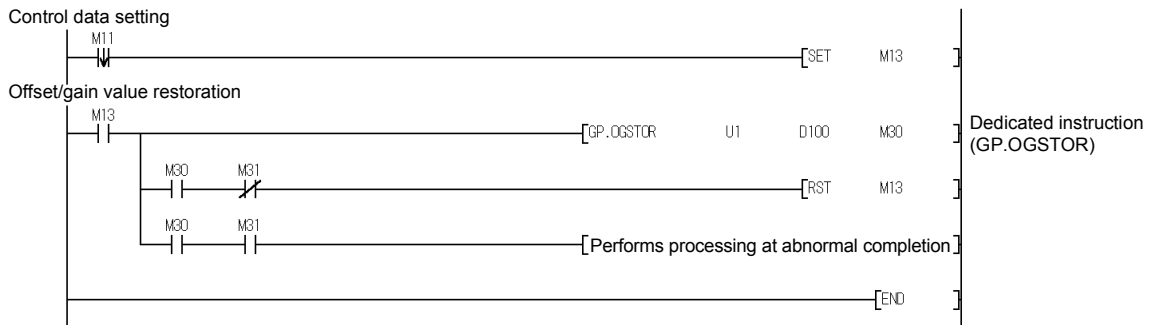 Control data setting
M11
SET M13
Offset/gain value restoration
M13
GP.OGSTOR U1 D100 M30
Dedicated instruction
(GP.OGSTOR)
M30 M31
RST M13
M30 M31
Performs processing at abnormal completion
END